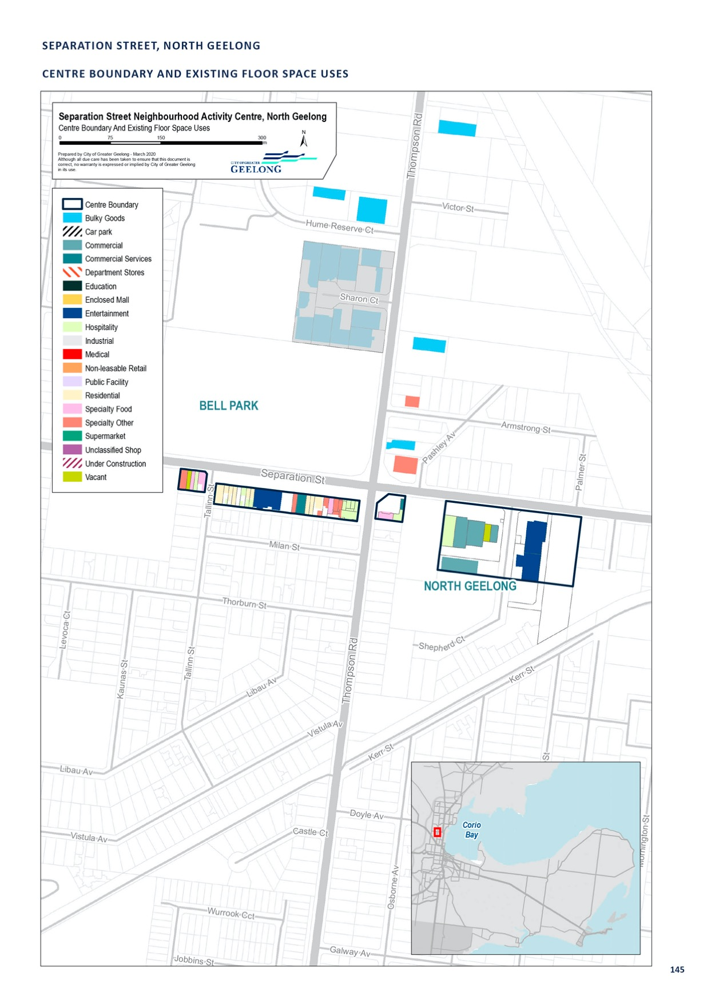 SEPARATION STREET, NORTH GEELONG
CENTRE BOUNDARY AND EXISTING FLOOR SPACE USES
Separation Street Neighbourhood Activity Centre, North Geelong
Centre Boundary And Existing Floor Space Uses
0 75 150 300
m
N
Prepared by City of Greater Geelong - March 2020
Although all due care has been taken to ensure that this document is
correct, no warranty is expressed or implied by City of Greater Geelong
in its use.
CITY OF GREATER
GEELONG
Centre Boundary
Bulky Goods
Car park
Commercial
Commercial Services
Department Stores
Education
Enclosed Mall
Entertainment
Hospitality
Industrial
Medical
Non-leasable Retail
Public Facility
Residential
Specialty Food
Specialty Other
Supermarket
Unclassified Shop
Under Construction
Vacant
Thompson Rd
Victor St
Hume Reserve Ct
Sharon Ct
BELL PARK
Armstrong St
Pashley Av
Palmer St
Separation St
Tallinn St
Milan St
NORTH GEELONG
Thorburn St
Levoca Ct
Kaunas St
Tallinn St
Thompson Rd
Shepherd Ct
Kerr St
Libau Av
Vistula Av
Kerr St
St
Libau Av
Doyle Av
Castle Ct
Vistula Av
Corio
Bay
Mornington St
Osborne Av
Wurrook Cct
Galway Av
Jobbins St
145